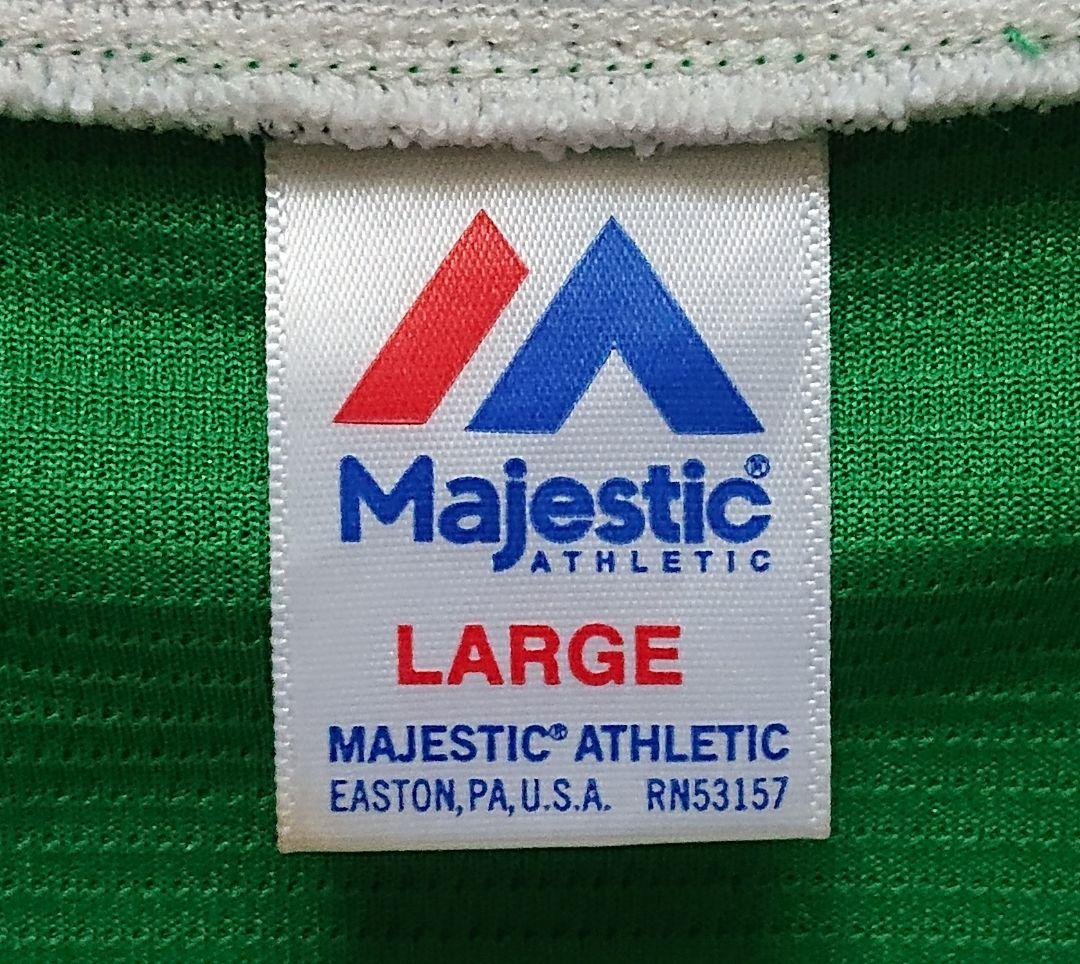 Majestic®
ATHLETIC
LARGE
MAJESTIC® ATHLETIC
EASTON, PA, U.S.A. RN53157